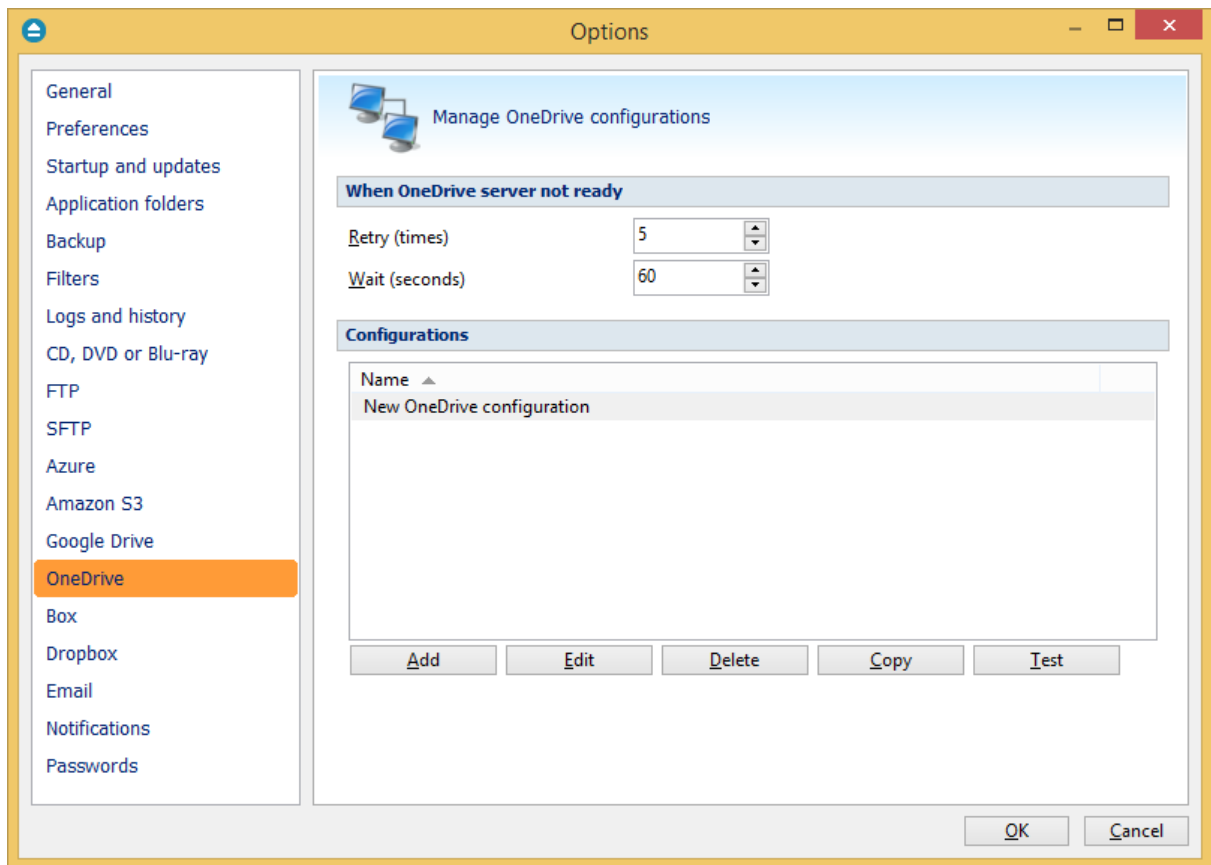 Options
General
Preferences
Startup and updates
Application folders
Backup
Filters
Logs and history
CD, DVD or Blu-ray
FTP
SFTP
Azure
Amazon S3
Google Drive
OneDrive
Box
Dropbox
Email
Notifications
Passwords
Manage OneDrive configurations
When OneDrive server not ready
Retry (times) 5
Wait (seconds) 60
Configurations
Name
New OneDrive configuration
Add Edit Delete Copy Test
OK Cancel